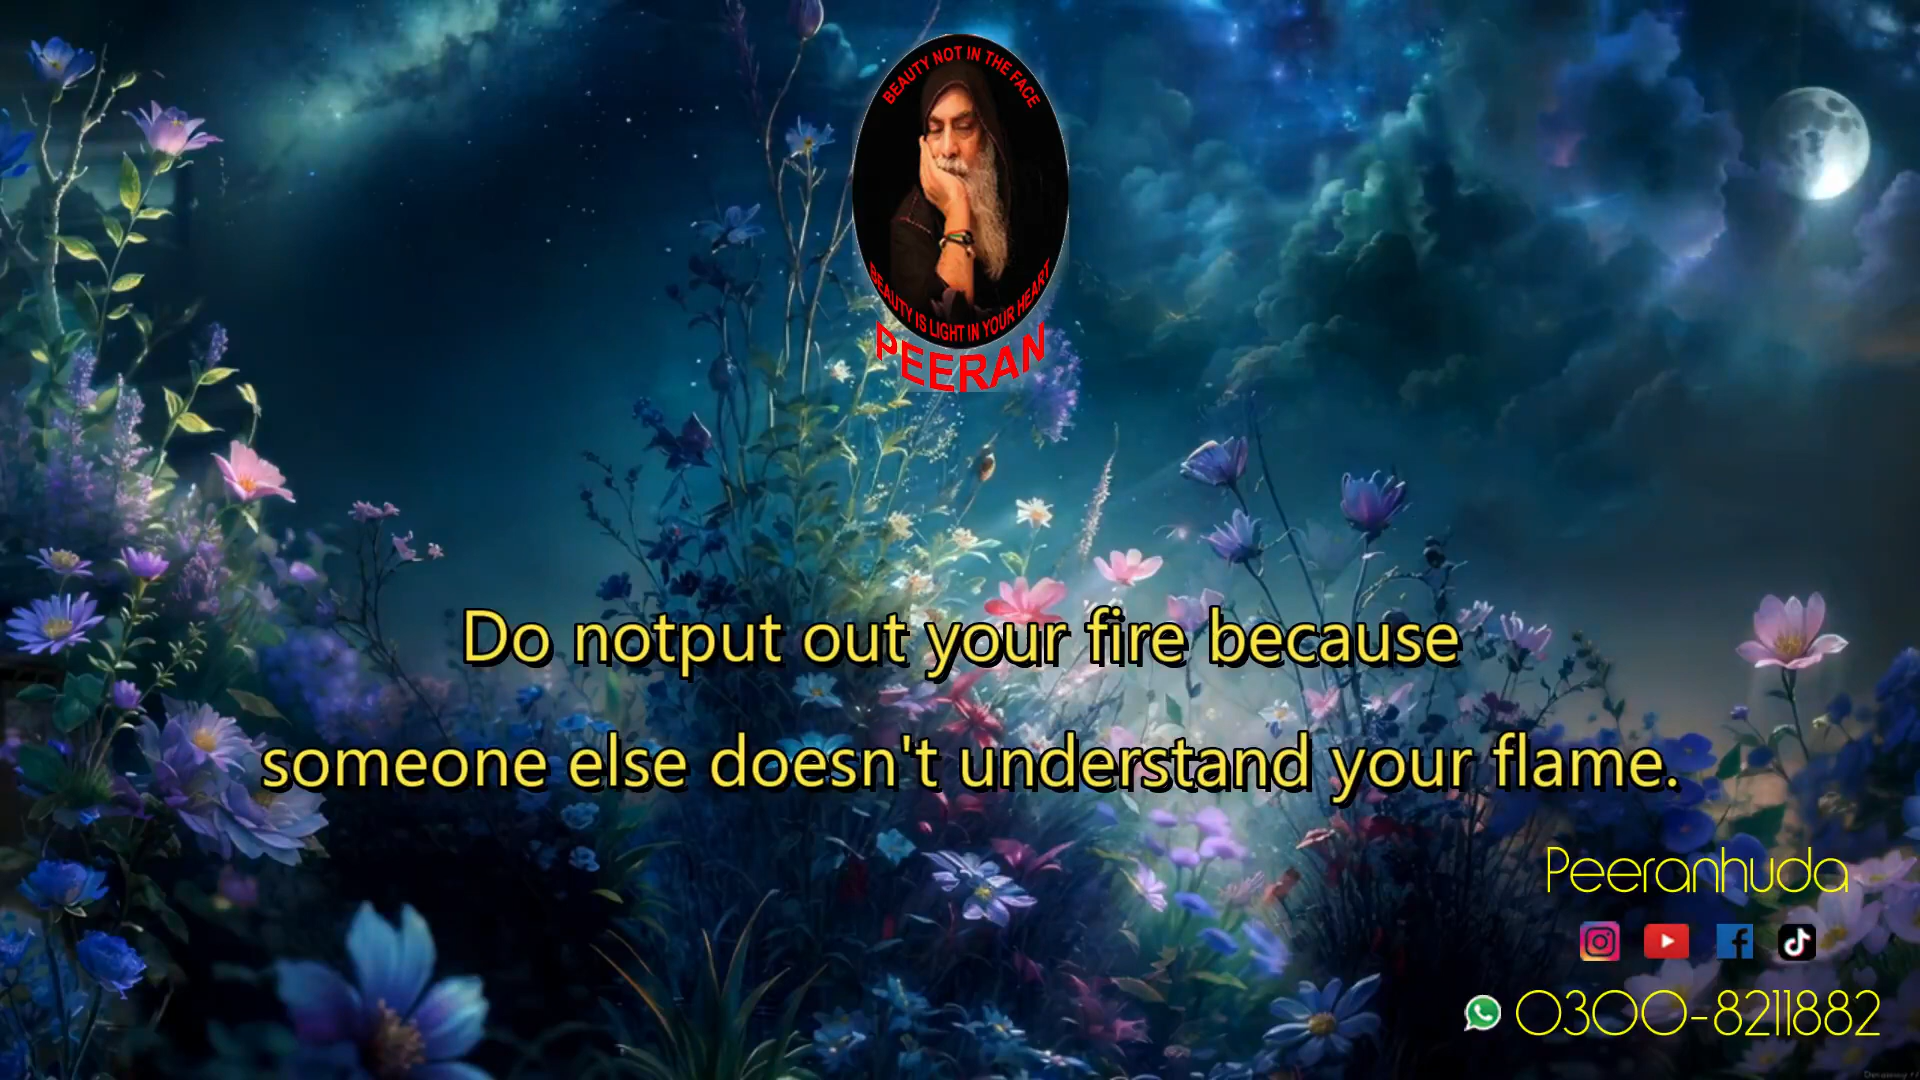 BEAUTY NOT IN THE FACE
BEAUTY IS LIGHT IN YOUR HEART
PEERAN
Do notput out your fire because
someone else doesn't understand your flame.
Peeranhuda
0300-8211882